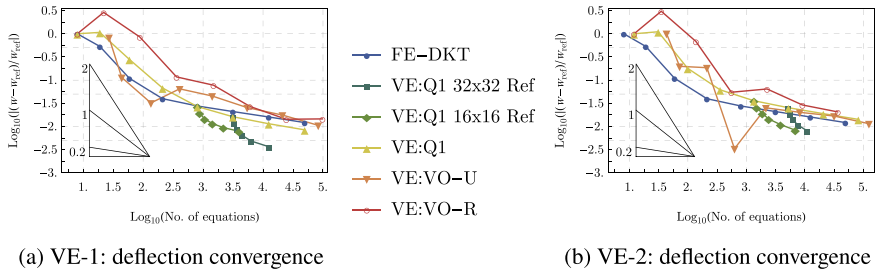 0.5
0.
-0.5
-1.
-1.5
-2.
-2.5
-3.
Log10(|(w-wref)/wref|)
2
1
0.2
1. 1.5 2. 2.5 3. 3.5 4. 4.5 5.
Log10(No. of equations)
(a) VE-1: deflection convergence
FE-DKT
VE:Q1 32x32 Ref
VE:Q1 16x16 Ref
VE:Q1
VE:VO-U
VE:VO-R
0.5
0.
-0.5
-1.
-1.5
-2.
-2.5
-3.
Log10(|(w-wref)/wref|)
2
1
0.2
1. 1.5 2. 2.5 3. 3.5 4. 4.5 5.
Log10(No. of equations)
(b) VE-2: deflection convergence